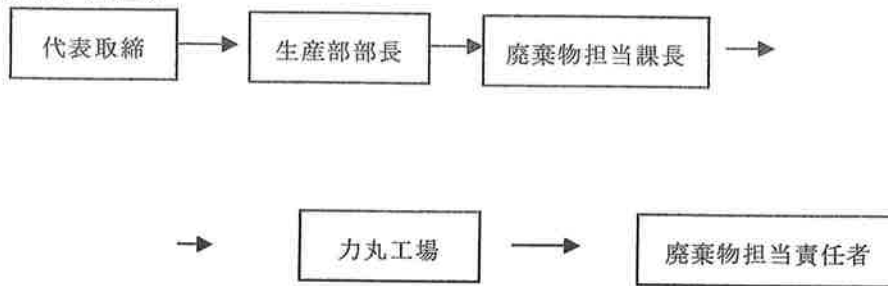 代表取締
生産部部長
廃棄物担当課長
力丸工場
廃棄物担当責任者